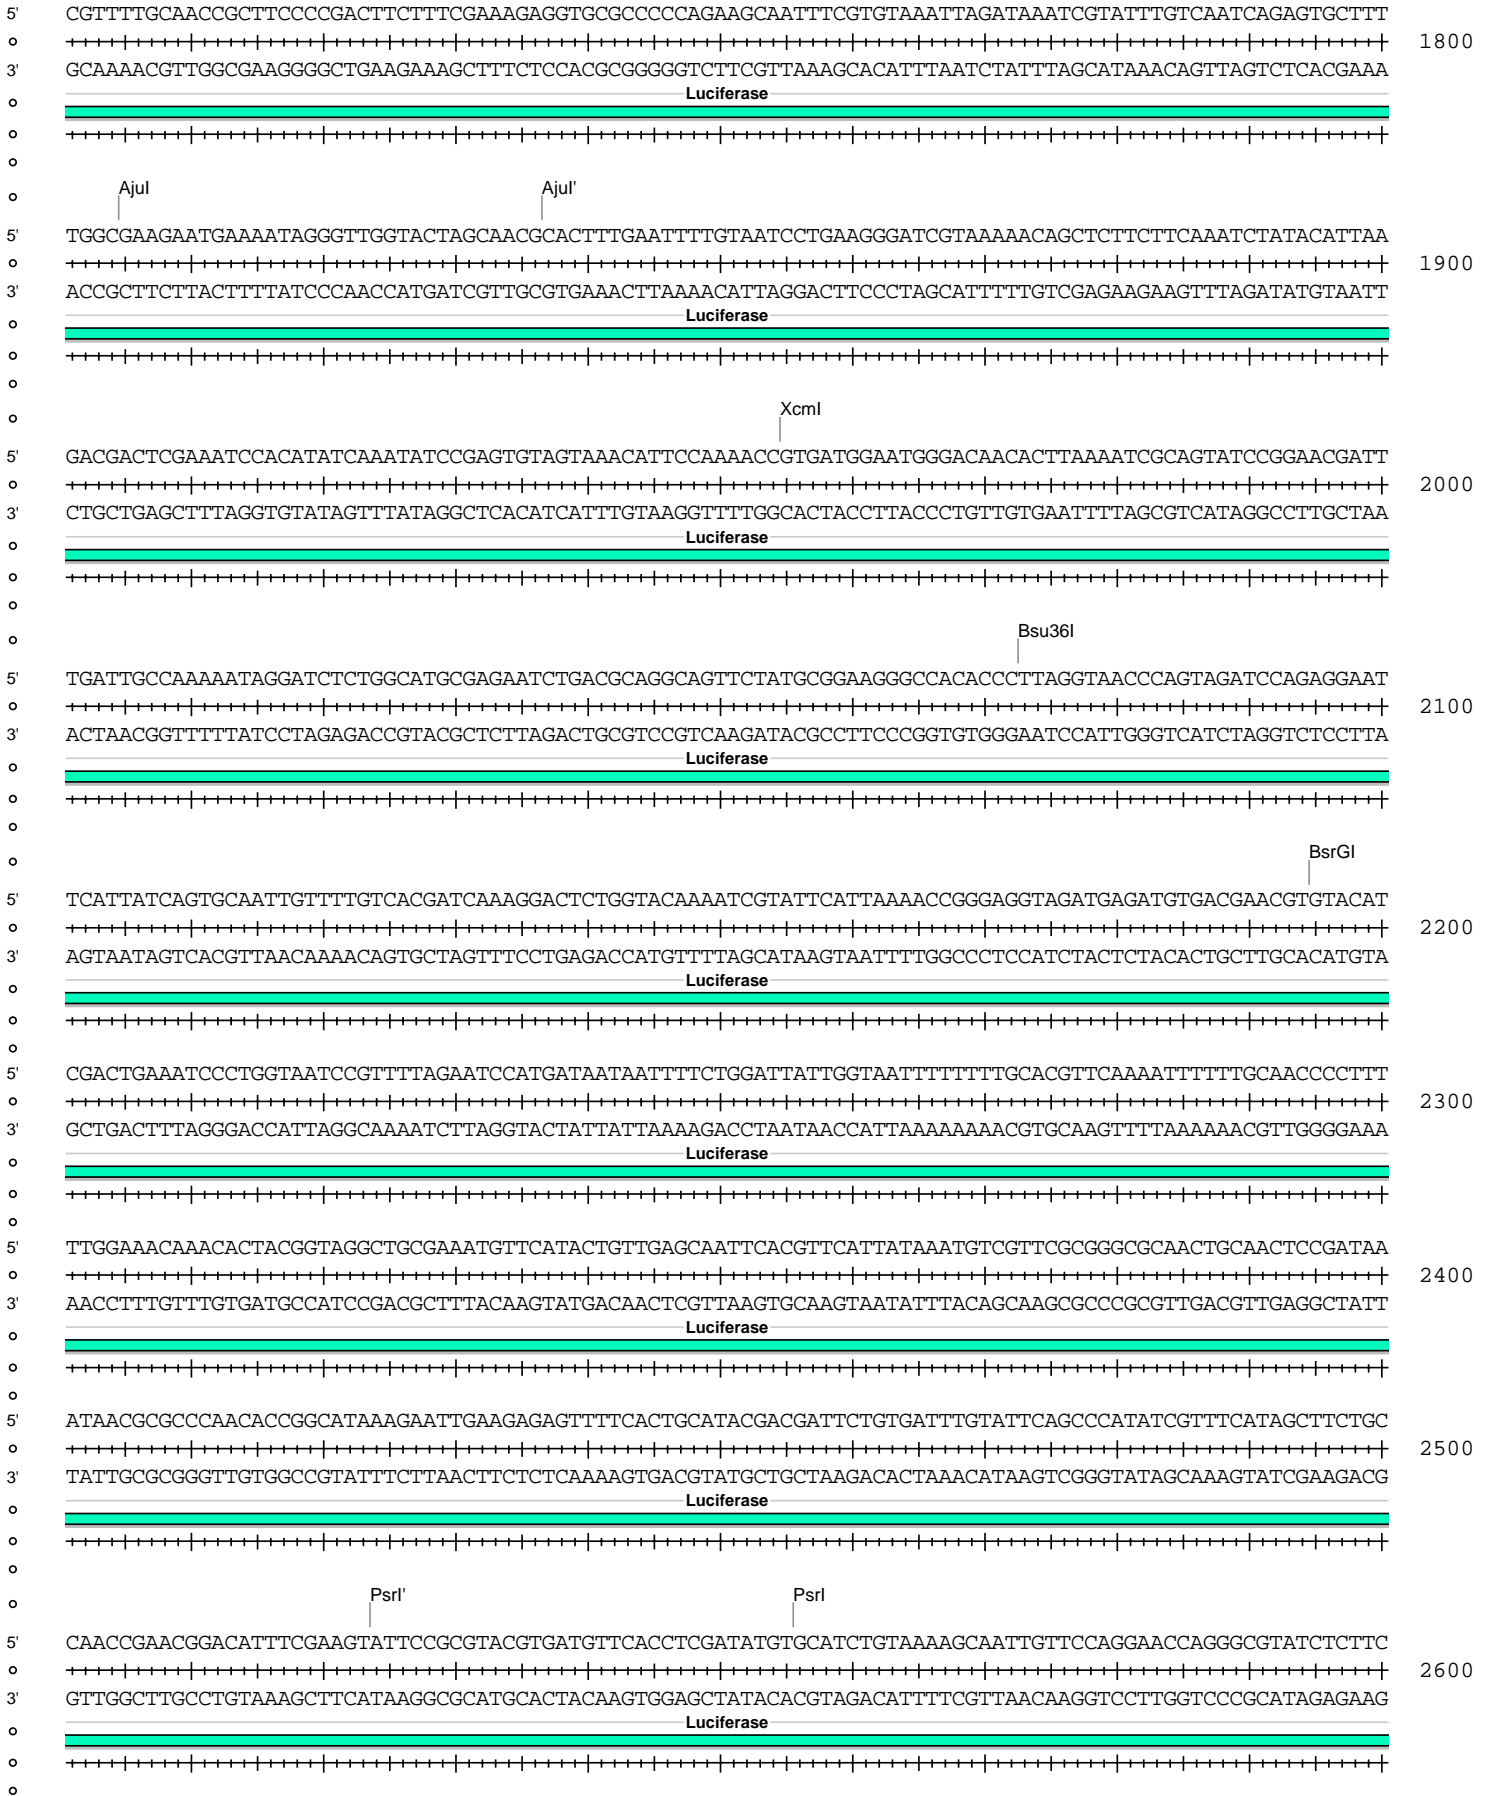 5' CGTTTTGCAACCGCTTCCCCGACTTCTTTCGAAAGAGGTGCGCCCCCAGAAGCAATTTCGTGTAAATTAGATAAATCGTATTTGTCAATCAGAGTGCTTT
1800
3' GCAAAACGTTGGCGAAGGGGCTGAAGAAAGCTTTCTCCACGCGGGGGTCTTCGTTAAAGCACATTTAATCTATTTAGCATAAACAGTTAGTCTCACGAAA
Luciferase
AjuI AjuI'
5' TGGCGAAGAATGAAAATAGGGTTGGTACTAGCAACGCACTTTGAATTTTGTAATCCTGAAGGGATCGTAAAAACAGCTCTTCTTCAAATCTATACATTAA
1900
3' ACCGCTTCTTACTTTTATCCCAACCATGATCGTTGCGTGAAACTTAAAACATTAGGACTTCCCTAGCATTTTTGTCGAGAAGAAGTTTAGATATGTAATT
Luciferase
XcmI
5' GACGACTCGAAATCCACATATCAAATATCCGAGTGTAGTAAACATTCCAAAACCGTGATGGAATGGGACAACACTTAAAATCGCAGTATCCGGAACGATT
2000
3' CTGCTGAGCTTTAGGTGTATAGTTTATAGGCTCACATCATTTGTAAGGTTTTGGCACTACCTTACCCTGTTGTGAATTTTAGCGTCATAGGCCTTGCTAA
Luciferase
Bsu36I
5' TGATTGCCAAAAATAGGATCTCTGGCATGCGAGAATCTGACGCAGGCAGTTCTATGCGGAAGGGCCACACCCTTAGGTAACCCAGTAGATCCAGAGGAAT
2100
3' ACTAACGGTTTTTATCCTAGAGACCGTACGCTCTTAGACTGCGTCCGTCAAGATACGCCTTCCCGGTGTGGGAATCCATTGGGTCATCTAGGTCTCCTTA
Luciferase
BsrGI
5' TCATTATCAGTGCAATTGTTTTGTCACGATCAAAGGACTCTGGTACAAAATCGTATTCATTAAAACCGGGAGGTAGATGAGATGTGACGAACGTGTACAT
2200
3' AGTAATAGTCACGTTAACAAAACAGTGCTAGTTTCCTGAGACCATGTTTTAGCATAAGTAATTTTGGCCCTCCATCTACTCTACACTGCTTGCACATGTA
Luciferase
5' CGACTGAAATCCCTGGTAATCCGTTTTAGAATCCATGATAATAATTTTCTGGATTATTGGTAATTTTTTTTGCACGTTCAAAATTTTTTGCAACCCCTTT
2300
3' GCTGACTTTAGGGACCATTAGGCAAAATCTTAGGTACTATTATTAAAAGACCTAATAACCATTAAAAAAAACGTGCAAGTTTTAAAAAACGTTGGGGAAA
Luciferase
5' TTGGAAACAAACACTACGGTAGGCTGCGAAATGTTCATACTGTTGAGCAATTCACGTTCATTATAAATGTCGTTCGCGGGCGCAACTGCAACTCCGATAA
2400
3' AACCTTTGTTTGTGATGCCATCCGACGCTTTACAAGTATGACAACTCGTTAAGTGCAAGTAATATTTACAGCAAGCGCCCGCGTTGACGTTGAGGCTATT
Luciferase
5' ATAACGCGCCCAACACCGGCATAAAGAATTGAAGAGAGTTTTCACTGCATACGACGATTCTGTGATTTGTATTCAGCCCATATCGTTTCATAGCTTCTGC
2500
3' TATTGCGCGGGTTGTGGCCGTATTTCTTAACTTCTCTCAAAAGTGACGTATGCTGCTAAGACACTAAACATAAGTCGGGTATAGCAAAGTATCGAAGACG
Luciferase
PsrI' PsrI
5' CAACCGAACGGACATTTCGAAGTATTCCGCGTACGTGATGTTCACCTCGATATGTGCATCTGTAAAAGCAATTGTTCCAGGAACCAGGGCGTATCTCTTC
2600
3' GTTGGCTTGCCTGTAAAGCTTCATAAGGCGCATGCACTACAAGTGGAGCTATACACGTAGACATTTTCGTTAACAAGGTCCTTGGTCCCGCATAGAGAAG
Luciferase